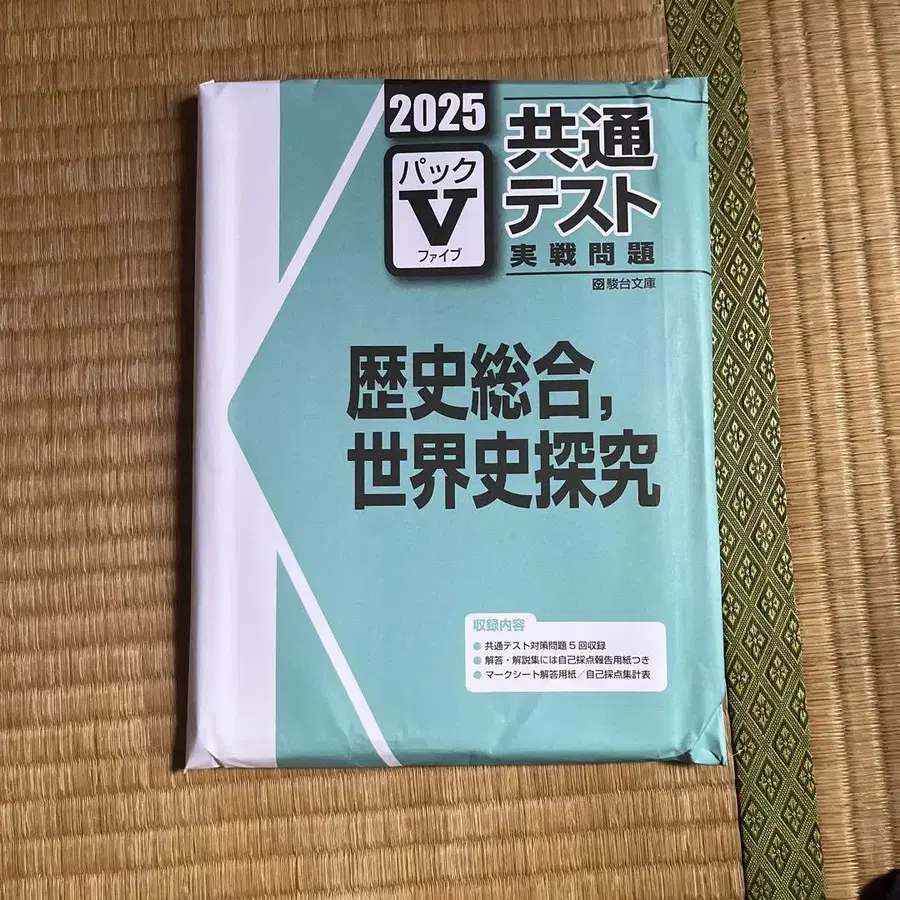 2025
パック
V
ファイブ
共通
テスト
実戦問題
駿台文庫
歴史総合,
世界史探究
収録内容
● 共通テスト対策問題5回収録
● 解答・解説集には自己採点報告用紙つき
● マークシート解答用紙/自己採点集計表